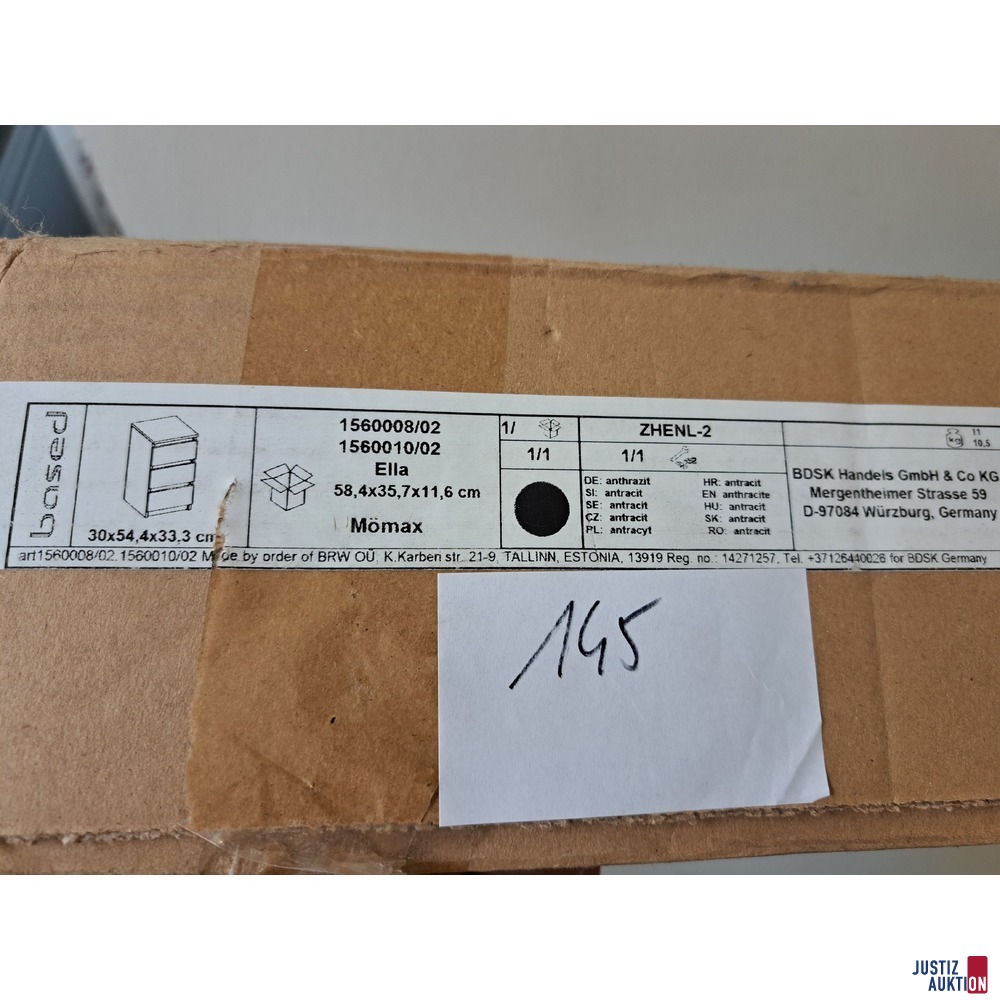 based
30x54,4x33,3 cm
1560008/02
1560010/02
Ella
58,4x35,7x11,6 cm
Mömax
1/
1/1
ZHENL-2
1/1
DE: anthrazit
SI: antracit
SE: antracit
CZ: antracit
PL: antracyt
HR: antracit
EN anthracite
HU: antracit
SK: antracit
RO: antracit
kg
11
10,5
BDSK Handels GmbH & Co KG
Mergentheimer Strasse 59
D-97084 Würzburg, Germany
art1560008/02.1560010/02 Made by order of BRW OÜ, K.Karberi str. 21-9, TALLINN, ESTONIA, 13919 Reg. no.: 14271257, Tel. +37126440026 for BDSK Germany
145
JUSTIZ
AUKTION